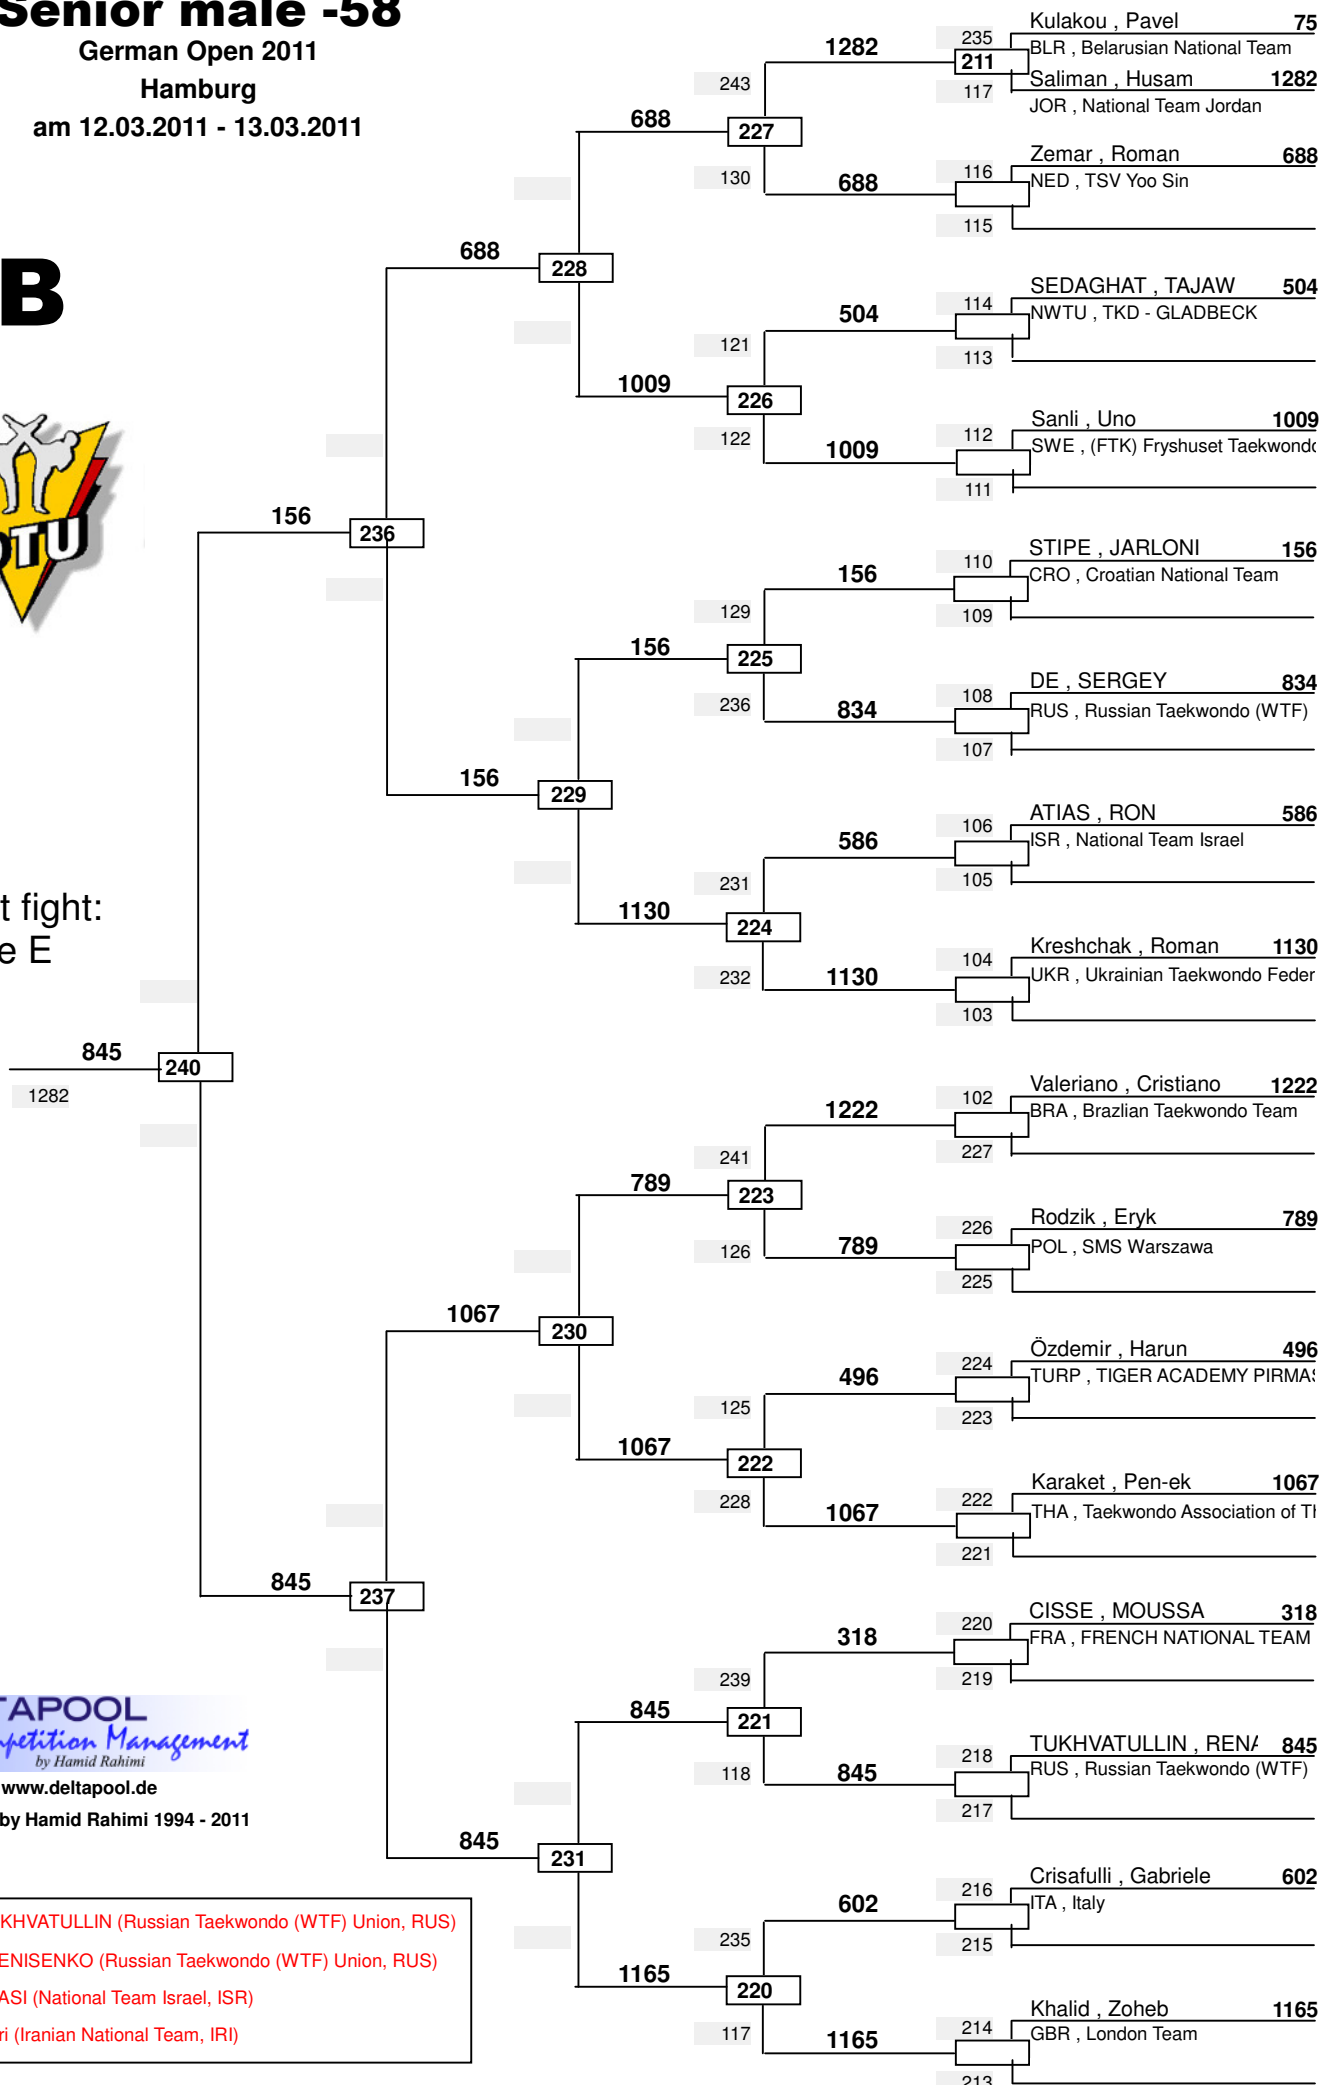 Senior male -58
German Open 2011
Hamburg
am 12.03.2011 - 13.03.2011
B
DTU
t fight:
e E
Kulakou , Pavel 75
235
BLR , Belarusian National Team
1282
211
Saliman , Husam 1282
117
JOR , National Team Jordan
243
688
227
130
Zemar , Roman 688
116
NED , TSV Yoo Sin
688
115
688
228
SEDAGHAT , TAJAW 504
114
NWTU , TKD - GLADBECK
504
113
121
1009
226
122
Sanli , Uno 1009
112
SWE , (FTK) Fryshuset Taekwondo
1009
111
156
236
STIPE , JARLONI 156
110
CRO , Croatian National Team
156
109
129
156
225
236
DE , SERGEY 834
108
RUS , Russian Taekwondo (WTF)
834
107
156
229
ATIAS , RON 586
106
ISR , National Team Israel
586
105
231
1130
224
232
Kreshchak , Roman 1130
104
UKR , Ukrainian Taekwondo Feder
1130
103
845
240
1282
Valeriano , Cristiano 1222
102
BRA , Brazlian Taekwondo Team
1222
227
241
789
223
126
Rodzik , Eryk 789
226
POL , SMS Warszawa
789
225
1067
230
Özdemir , Harun 496
224
TURP , TIGER ACADEMY PIRMAS
496
223
125
1067
222
228
Karaket , Pen-ek 1067
222
THA , Taekwondo Association of Th
1067
221
845
237
CISSE , MOUSSA 318
220
FRA , FRENCH NATIONAL TEAM
318
219
239
845
221
118
TUKHVATULLIN , RENA 845
218
RUS , Russian Taekwondo (WTF)
845
217
845
231
Crisafulli , Gabriele 602
216
ITA , Italy
602
215
235
1165
220
117
Khalid , Zoheb 1165
214
GBR , London Team
1165
213
TAPOOL
mpetition Management
by Hamid Rahimi
www.deltapool.de
by Hamid Rahimi 1994 - 2011
KHVATULLIN (Russian Taekwondo (WTF) Union, RUS)
ENISENKO (Russian Taekwondo (WTF) Union, RUS)
ASI (National Team Israel, ISR)
ri (Iranian National Team, IRI)